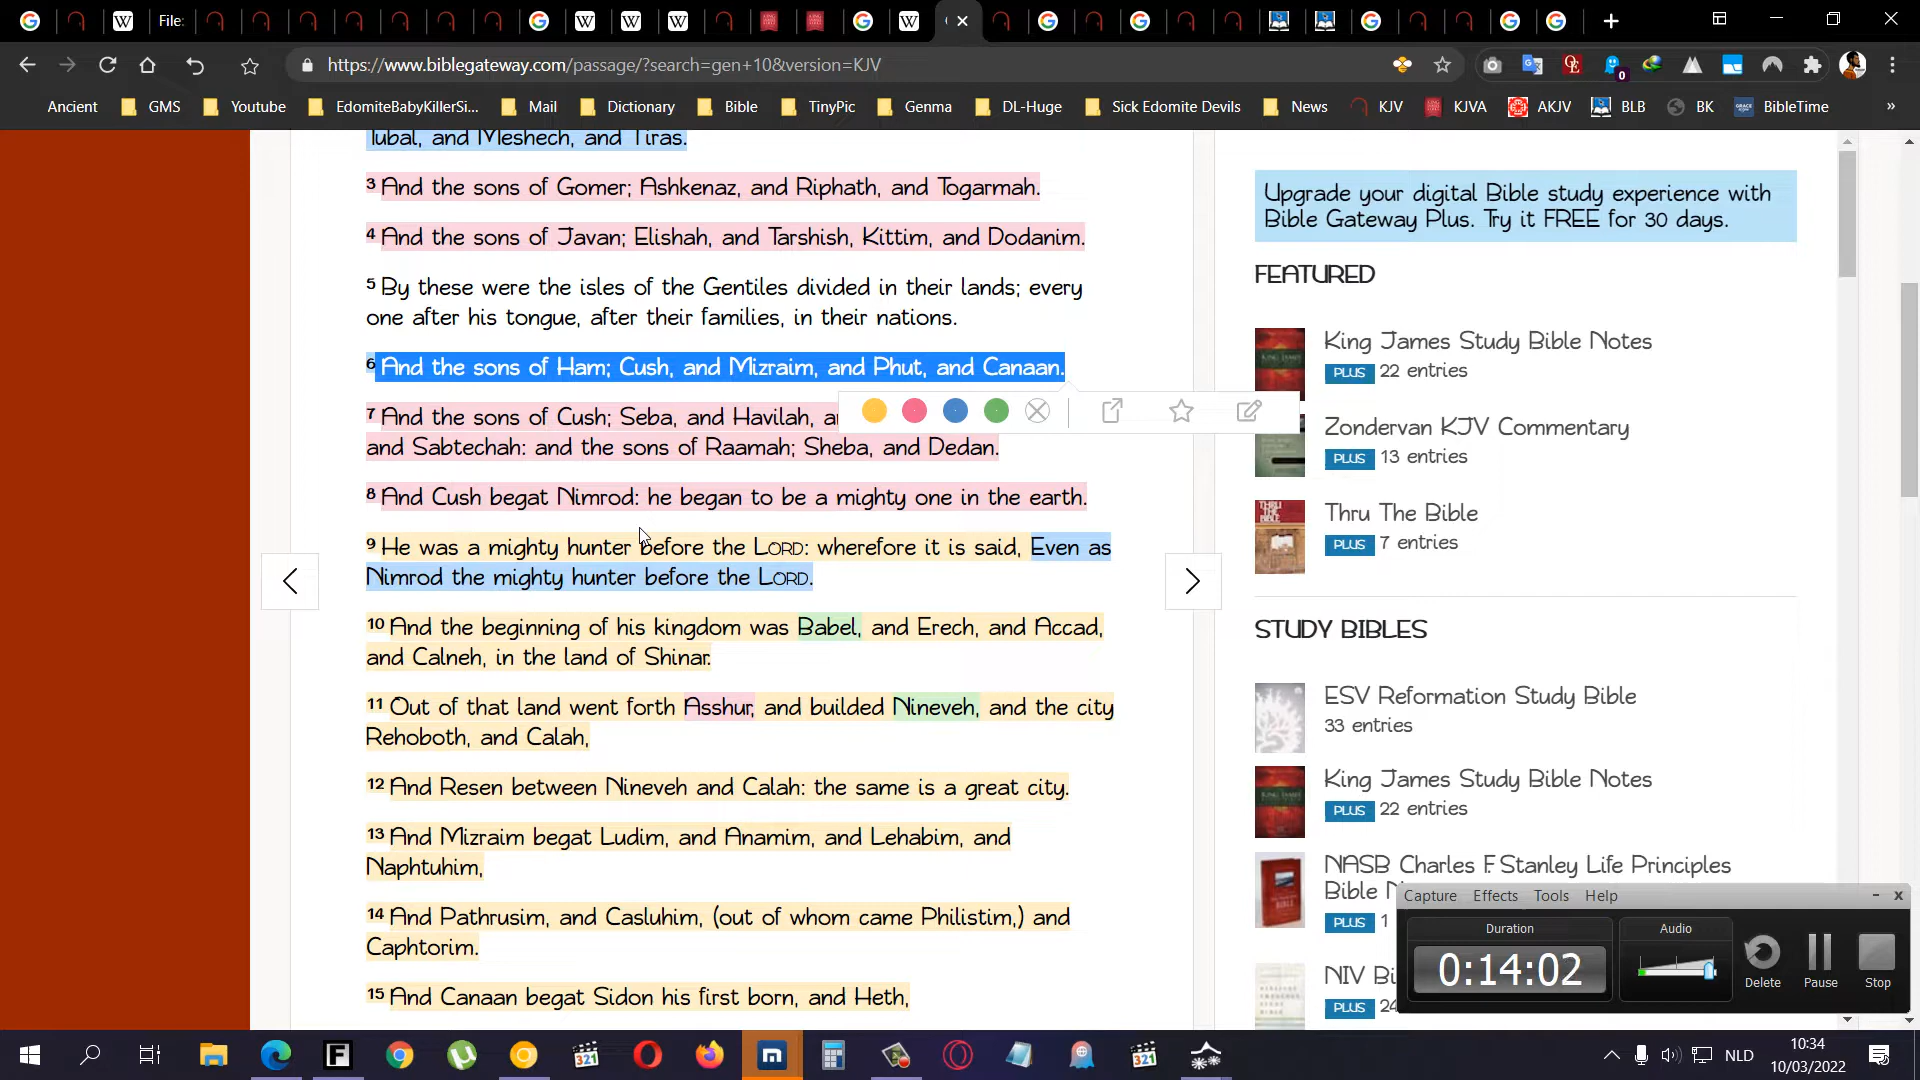 File:
https://www.biblegateway.com/passage/?search=gen+10&version=KJV
0
Ancient GMS Youtube EdomiteBabyKillerSi... Mail Dictionary Bible TinyPic Genma DL-Huge Sick Edomite Devils News KJV KJVA AKJV BLB BK BibleTime »
Tubal, and Meshech, and Tiras.
3 And the sons of Gomer; Ashkenaz, and Riphath, and Togarmah.
4 And the sons of Javan; Elishah, and Tarshish, Kittim, and Dodanim.
5 By these were the isles of the Gentiles divided in their lands; every
one after his tongue, after their families, in their nations.
6 And the sons of Ham; Cush, and Mizraim, and Phut, and Canaan.
7 And the sons of Cush; Seba, and Havilah,
and Sabtechah: and the sons of Raamah; Sheba, and Dedan.
8 And Cush begat Nimrod: he began to be a mighty one in the earth.
9 He was a mighty hunter before the LORD: wherefore it is said, Even as
Nimrod the mighty hunter before the LORD.
10 And the beginning of his kingdom was Babel, and Erech, and Accad,
and Calneh, in the land of Shinar.
11 Out of that land went forth Asshur, and builded Nineveh, and the city
Rehoboth, and Calah,
12 And Resen between Nineveh and Calah: the same is a great city.
13 And Mizraim begat Ludim, and Anamim, and Lehabim, and
Naphtuhim,
14 And Pathrusim, and Casluhim, (out of whom came Philistim,) and
Caphtorim.
15 And Canaan begat Sidon his first born, and Heth,
Upgrade your digital Bible study experience with
Bible Gateway Plus. Try it FREE for 30 days.
FEATURED
King James Study Bible Notes
PLUS 22 entries
Zondervan KJV Commentary
PLUS 13 entries
Thru The Bible
PLUS 7 entries
STUDY BIBLES
ESV Reformation Study Bible
33 entries
King James Study Bible Notes
PLUS 22 entries
NASB Charles F. Stanley Life Principles
Bible
PLUS 1
NIV
PLUS
Capture Effects Tools Help
Duration
Audio
0:14:02
Delete
Pause
Stop
NLD
10:34
10/03/2022